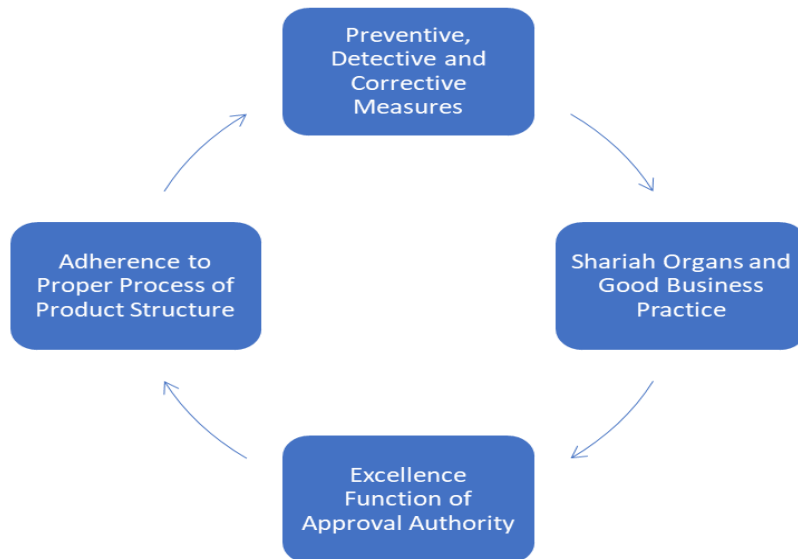 Preventive,
Detective and
Corrective
Measures
Shariah Organs and
Good Business
Practice
Excellence
Function of
Approval Authority
Adherence to
Proper Process of
Product Structure